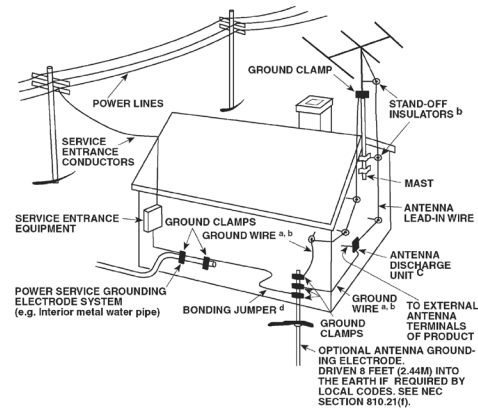 GROUND CLAMP
POWER LINES
STAND-OFF
INSULATORS b
SERVICE
ENTRANCE
CONDUCTORS
MAST
ANTENNA
LEAD-IN WIRE
SERVICE ENTRANCE
EQUIPMENT
GROUND CLAMPS
GROUND WIRE a, b
ANTENNA
DISCHARGE
UNIT C
POWER SERVICE GROUNDING
ELECTRODE SYSTEM
(e.g. Interior metal water pipe)
BONDING JUMPER d
GROUND
WIRE a, b
TO EXTERNAL
ANTENNA
TERMINALS
OF PRODUCT
GROUND
CLAMPS
OPTIONAL ANTENNA GROUND-
ING ELECTRODE.
DRIVEN 8 FEET (2.44M) INTO
THE EARTH IF REQUIRED BY
LOCAL CODES. SEE NEC
SECTION 810.21(f).